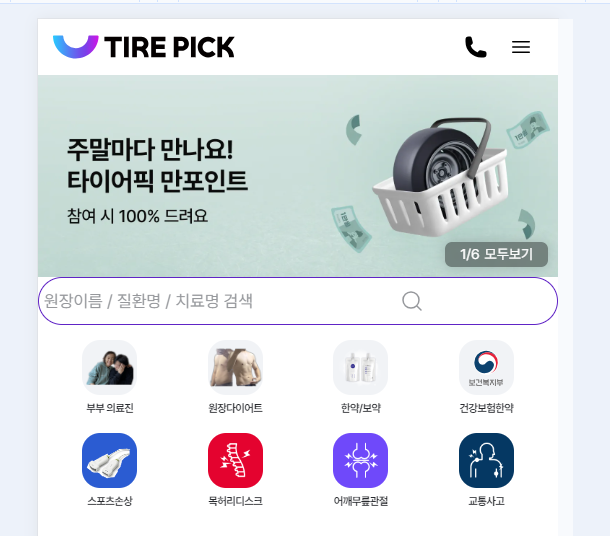 TIRE PICK
주말마다 만나요!
타이어픽 만포인트
참여 시 100% 드려요
1/6 모두보기
원장이름 / 질환명 / 치료명 검색
부부 의료진
원장다이어트
한약/보약
보건복지부
건강보험한약
스포츠손상
목허리디스크
어깨무릎관절
교통사고